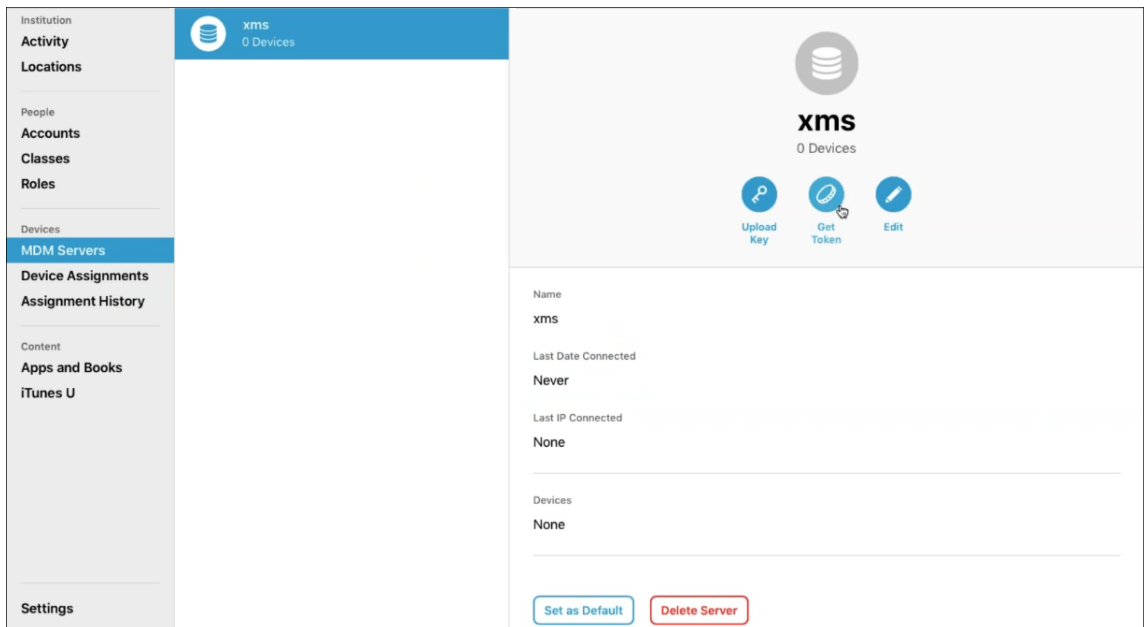 Institution
Activity
Locations
People
Accounts
Classes
Roles
Devices
MDM Servers
Device Assignments
Assignment History
Content
Apps and Books
iTunes U
Settings
xms
0 Devices
xms
0 Devices
Upload Key
Get Token
Edit
Name
xms
Last Date Connected
Never
Last IP Connected
None
Devices
None
Set as Default
Delete Server